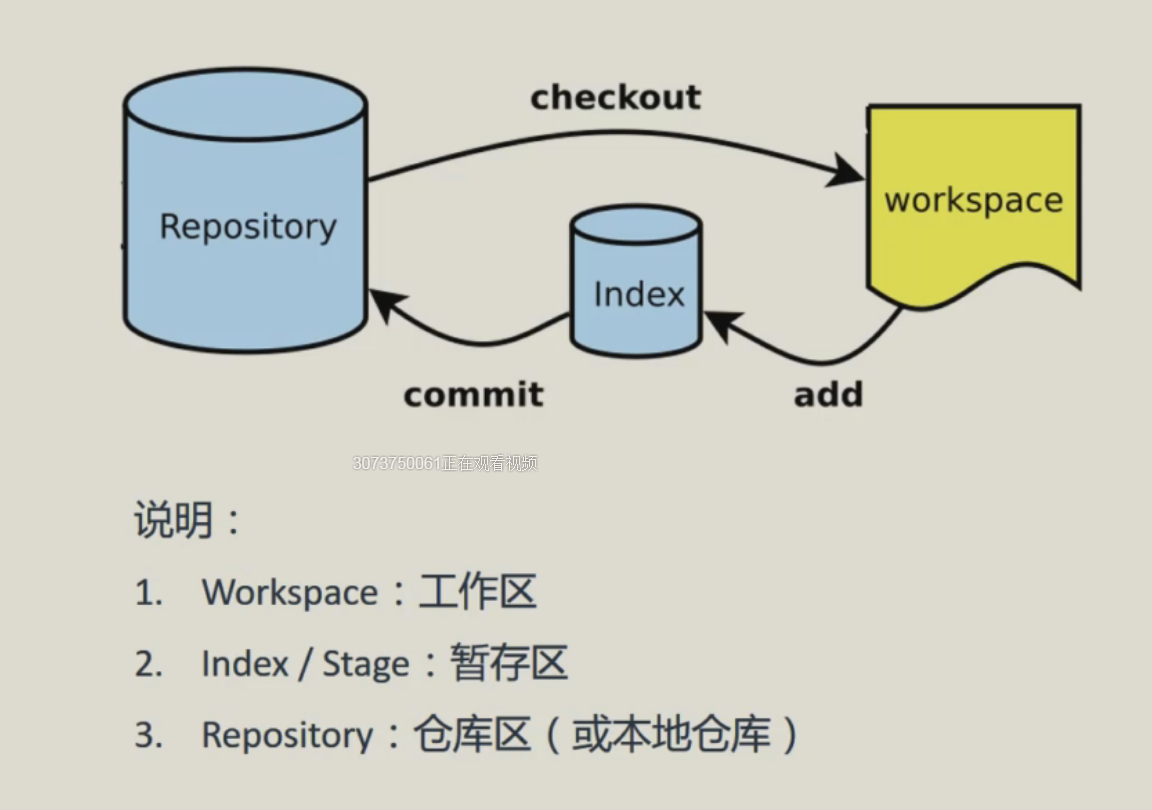 checkout
Repository
workspace
Index
commit
add
3073750061正在观看视频
说明：
1. Workspace：工作区
2. Index / Stage：暂存区
3. Repository：仓库区（或本地仓库）